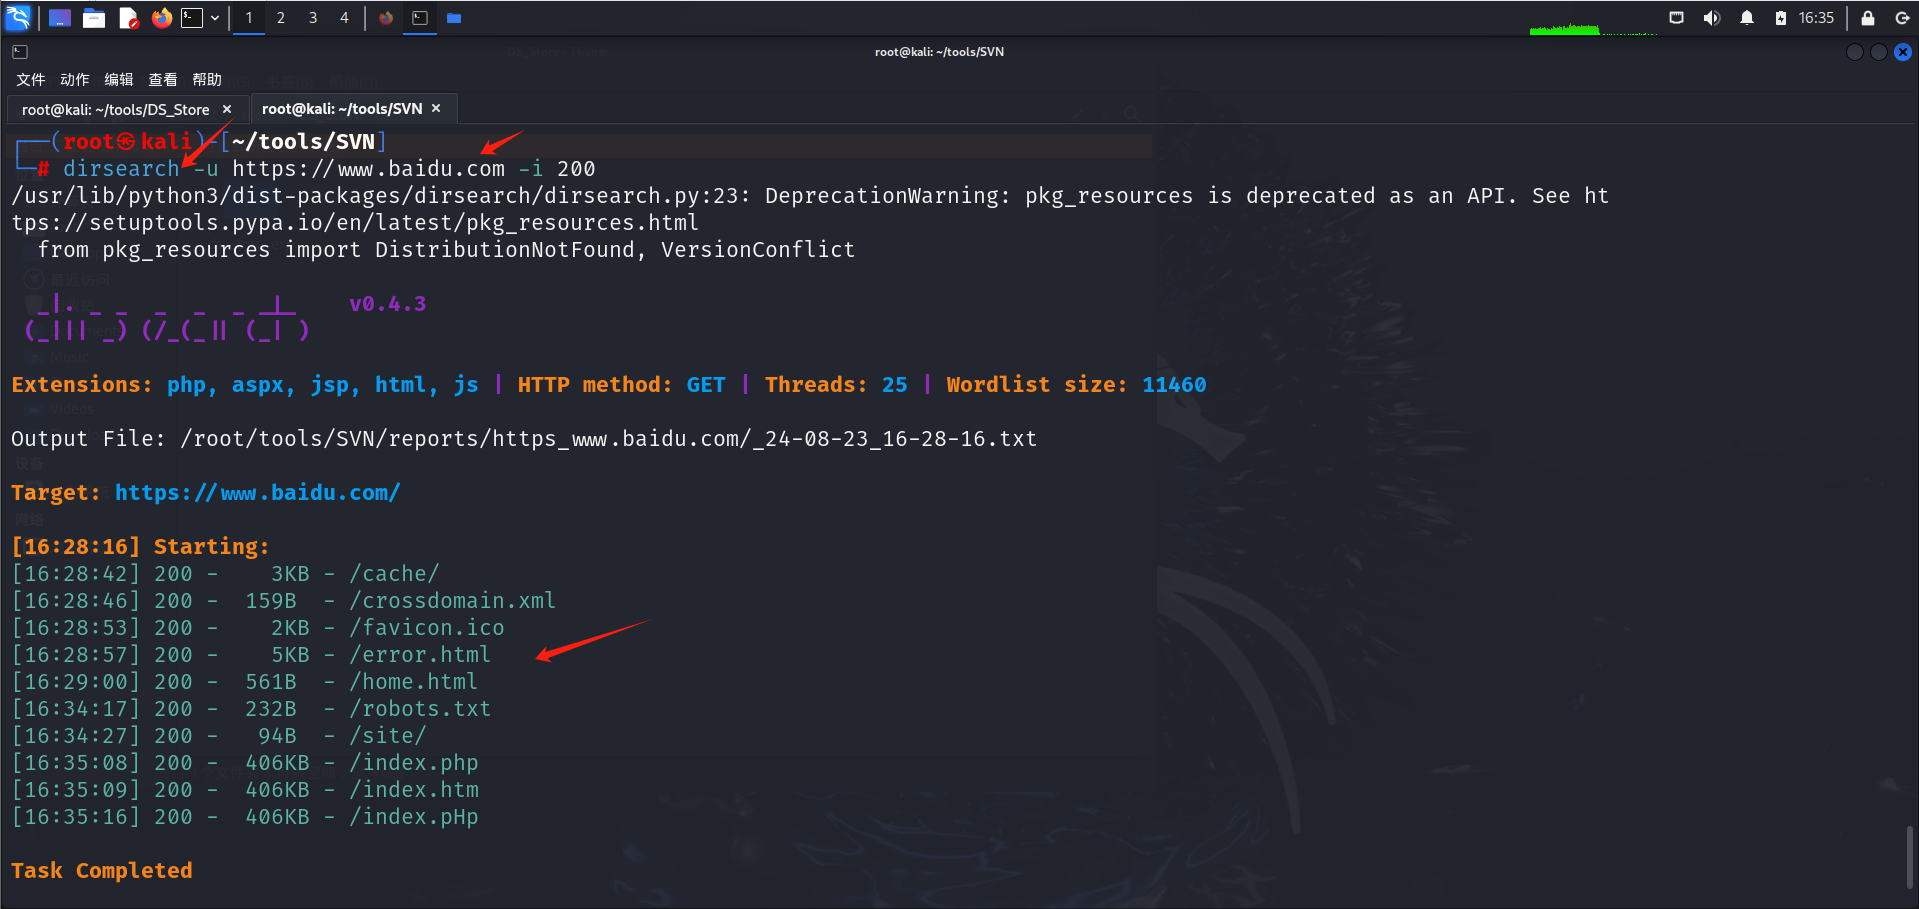 1 2 3 4 16:35
root@kali: ~/tools/SVN
文件 动作 编辑 查看 帮助
root@kali: ~/tools/DS_Store × root@kali: ~/tools/SVN ×
┌──(root㉿kali)-[~/tools/SVN]
└─# dirsearch -u https://www.baidu.com -i 200
/usr/lib/python3/dist-packages/dirsearch/dirsearch.py:23: DeprecationWarning: pkg_resources is deprecated as an API. See ht
tps://setuptools.pypa.io/en/latest/pkg_resources.html
  from pkg_resources import DistributionNotFound, VersionConflict
  _|. _ _  _  _  _ _|_    v0.4.3
 (_||| _) (/_(_|| (_| )
Extensions: php, aspx, jsp, html, js | HTTP method: GET | Threads: 25 | Wordlist size: 11460
Output File: /root/tools/SVN/reports/https_www.baidu.com/_24-08-23_16-28-16.txt
Target: https://www.baidu.com/
[16:28:16] Starting:
[16:28:42] 200 -    3KB - /cache/
[16:28:46] 200 -  159B  - /crossdomain.xml
[16:28:53] 200 -    2KB - /favicon.ico
[16:28:57] 200 -    5KB - /error.html
[16:29:00] 200 -  561B  - /home.html
[16:34:17] 200 -  232B  - /robots.txt
[16:34:27] 200 -   94B  - /site/
[16:35:08] 200 -  406KB - /index.php
[16:35:09] 200 -  406KB - /index.htm
[16:35:16] 200 -  406KB - /index.pHp
Task Completed